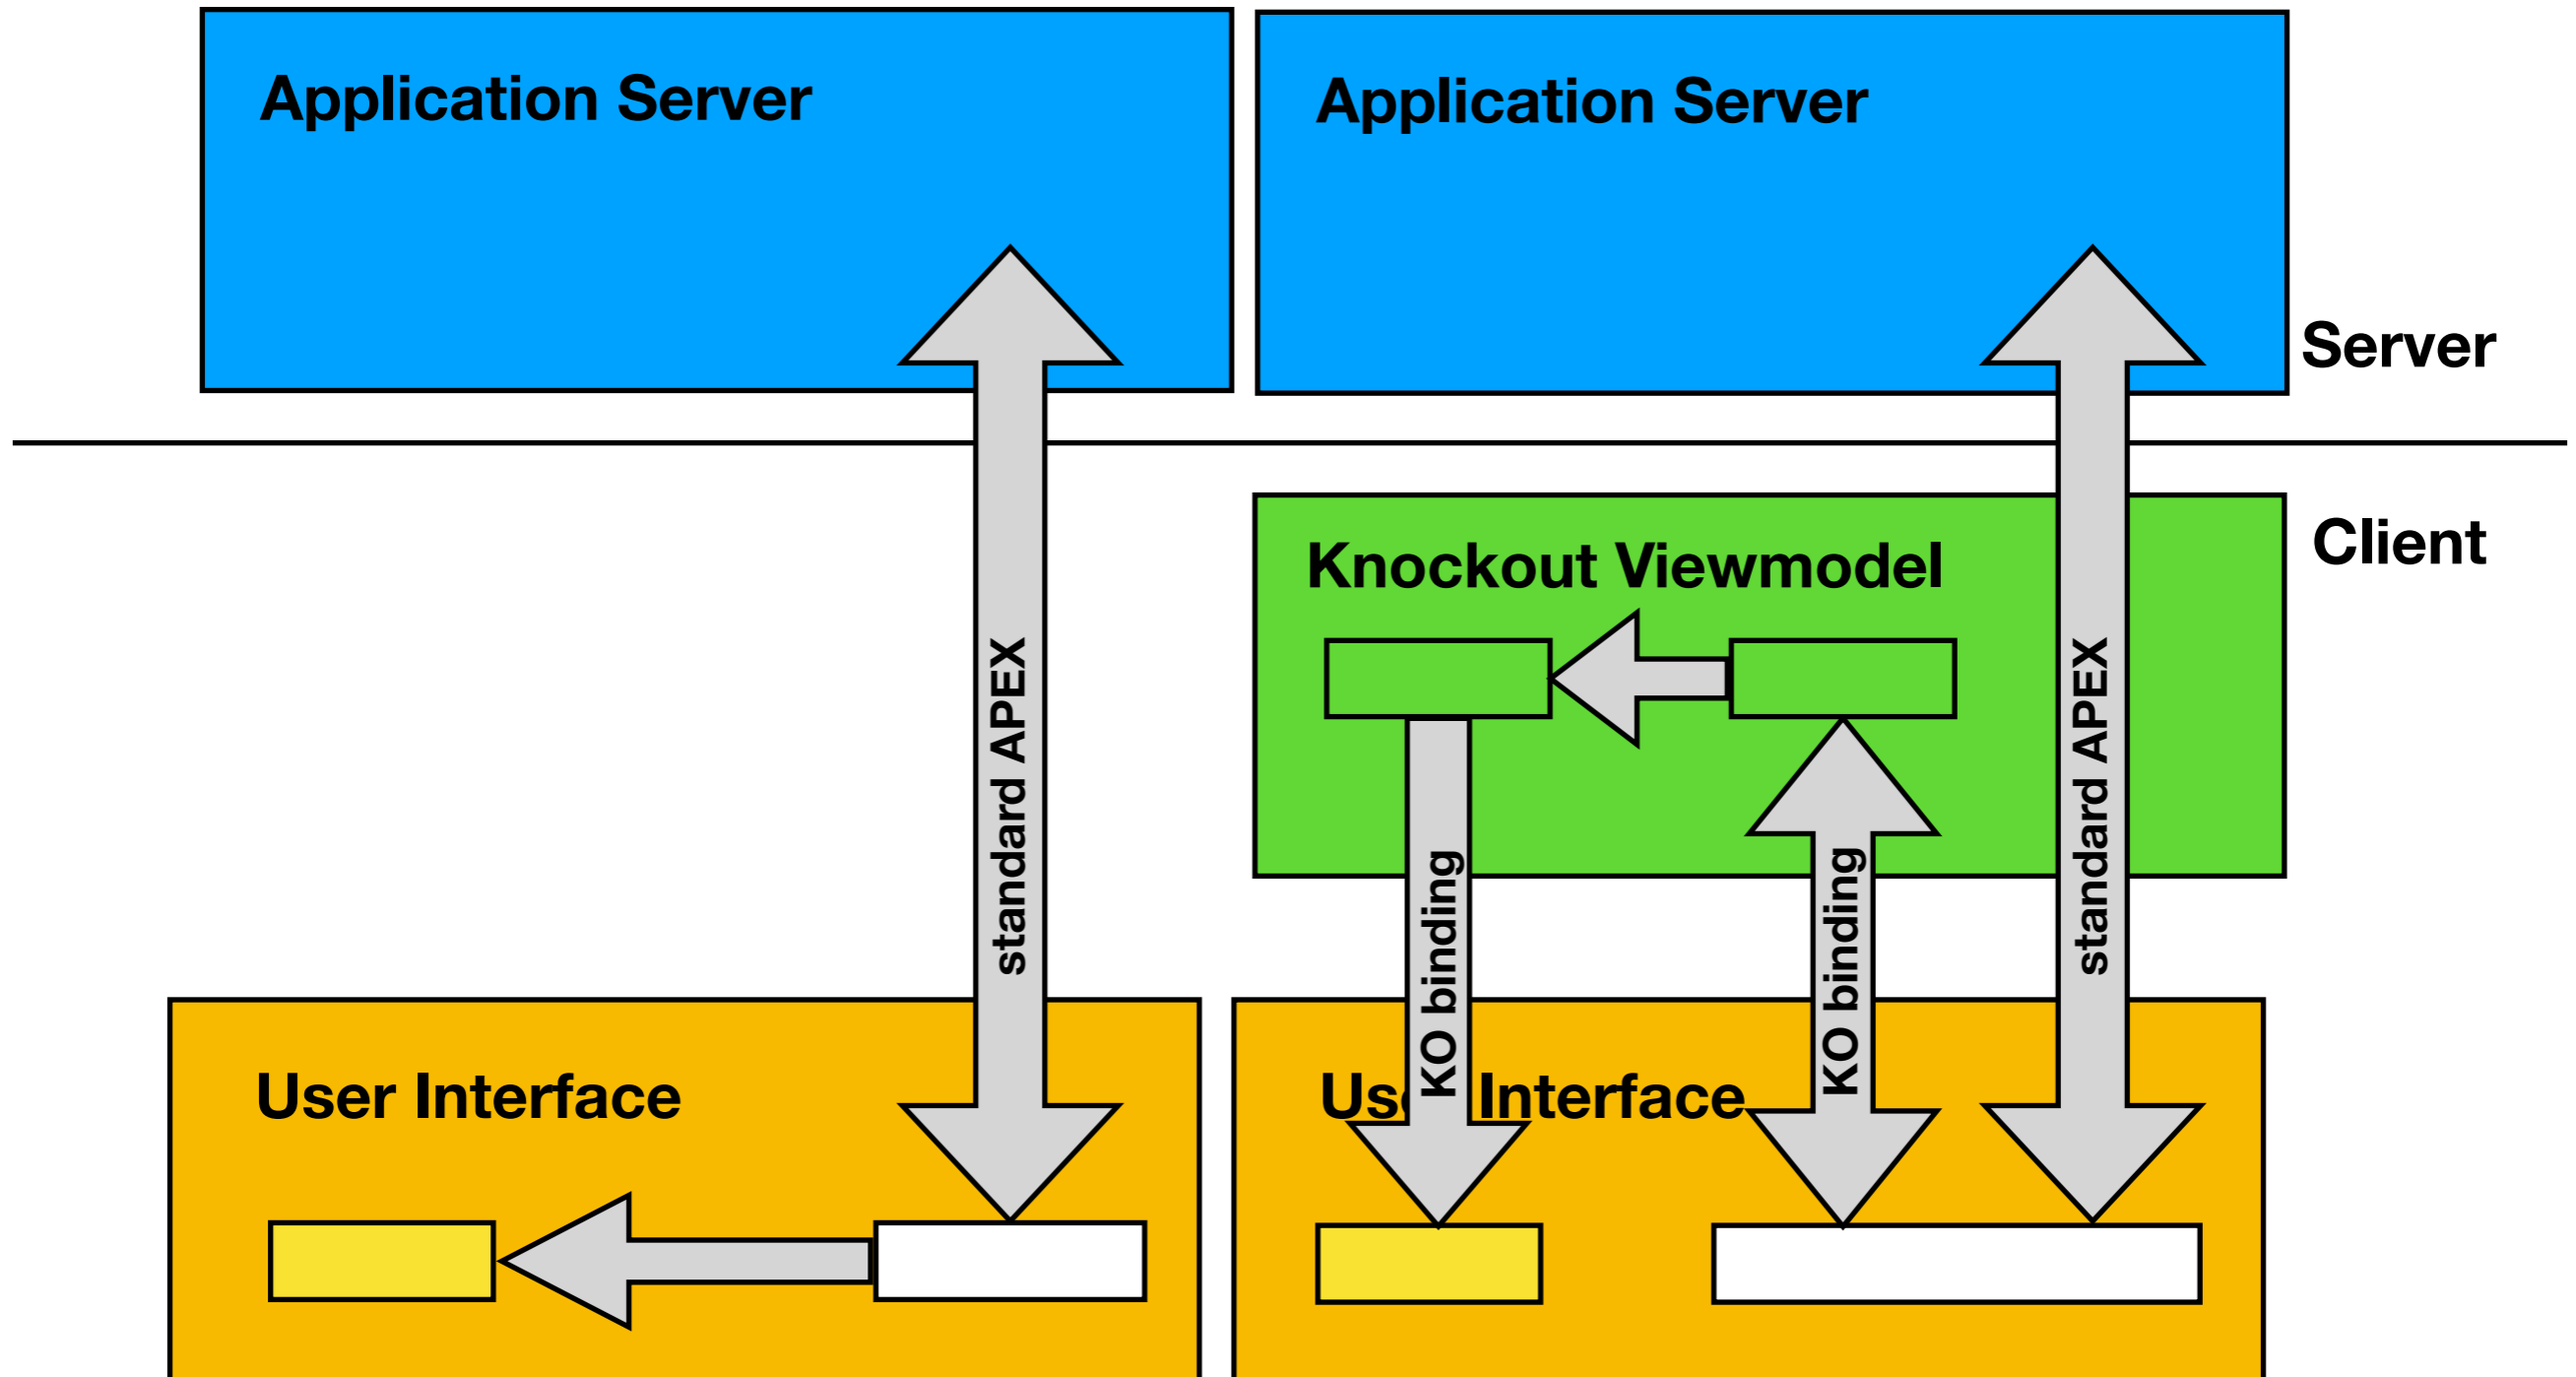 Application Server
Application Server
Server
Client
Knockout Viewmodel
standard APEX
standard APEX
KO binding
KO binding
User Interface
Us Interface